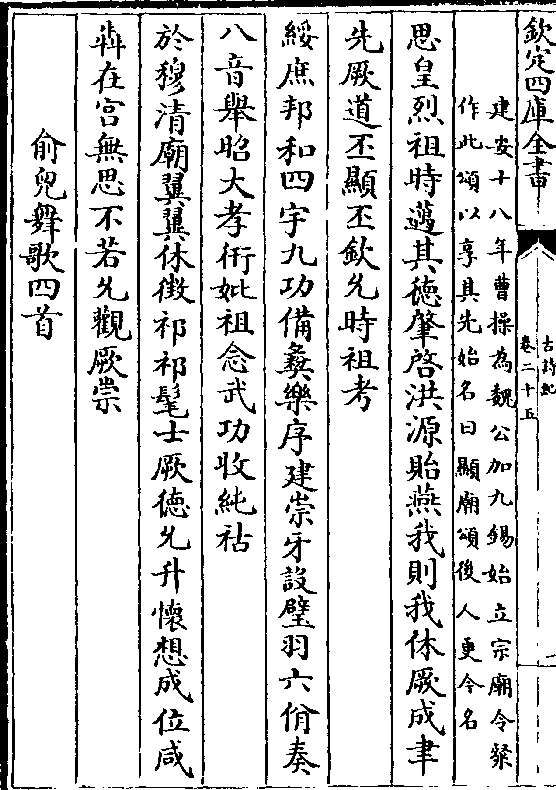 欽定四庫全書
古詩紀
卷二十五
一
建安十八年曹操為魏公加九錫始立宗廟令粲
作此頌以享其先始名曰顯廟頌後人更今名
思皇烈祖時邁其德肇啓洪源貽燕我則我休厥成聿
先厥道丕顯丕欽允時祖考
綏庶邦和四宇九功備彝樂序建崇牙設璧羽六佾奏
八音舉昭大孝衎妣祖念武功收純祜
於穆清廟翼翼休徴祁祁髦士厥德允升懷想成位咸
犇在宫無思不若允觀厥崇
俞兒舞歌四首